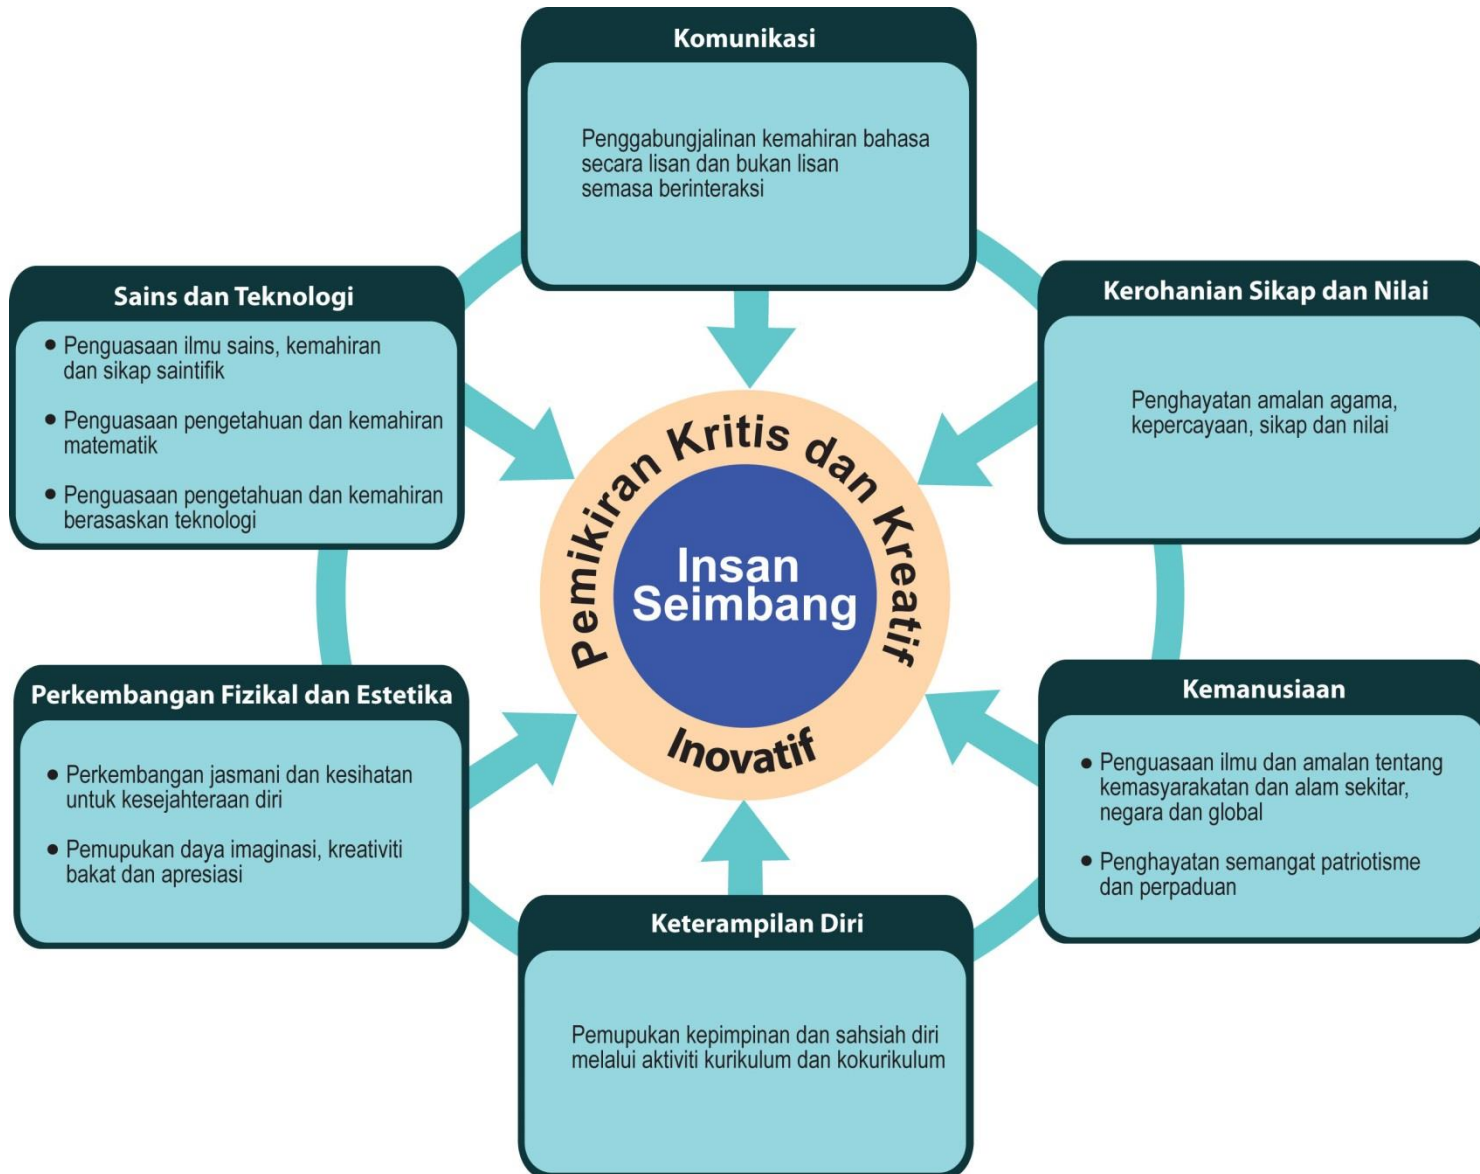 Komunikasi
Penggabungjalinan kemahiran bahasa
secara lisan dan bukan lisan
semasa berinteraksi
Sains dan Teknologi
● Penguasaan ilmu sains, kemahiran
dan sikap saintifik
● Penguasaan pengetahuan dan kemahiran
matematik
● Penguasaan pengetahuan dan kemahiran
berasaskan teknologi
Kerohanian Sikap dan Nilai
Penghayatan amalan agama,
kepercayaan, sikap dan nilai
Pemikiran Kritis dan Kreatif
Insan
Seimbang
Inovatif
Perkembangan Fizikal dan Estetika
● Perkembangan jasmani dan kesihatan
untuk kesejahteraan diri
● Pemupukan daya imaginasi, kreativiti
bakat dan apresiasi
Kemanusiaan
● Penguasaan ilmu dan amalan tentang
kemasyarakatan dan alam sekitar,
negara dan global
● Penghayatan semangat patriotisme
dan perpaduan
Keterampilan Diri
Pemupukan kepimpinan dan sahsiah diri
melalui aktiviti kurikulum dan kokurikulum